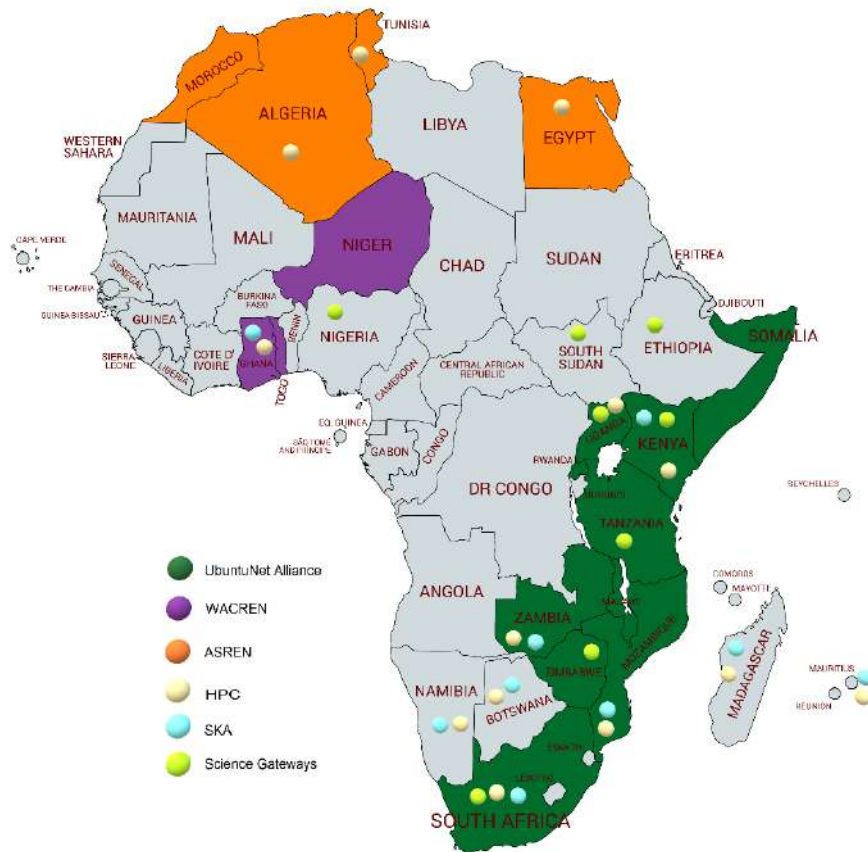 TUNISIA
MOROCCO
ALGERIA
LIBYA
EGYPT
WESTERN
SAHARA
MAURITANIA
MALI
NIGER
CHAD
SUDAN
ERITREA
CAPE VERDE
SENEGAL
THE GAMBIA
GUINEA BISSAU
GUINEA
SIERRA
LEONE
LIBERIA
COTE D'
IVOIRE
BURKINA
FASO
GHANA
TOGO
BENIN
NIGERIA
CAMEROON
CENTRAL AFRICAN
REPUBLIC
SOUTH
SUDAN
ETHIOPIA
DJIBOUTI
SOMALIA
EQ. GUINEA
SÃO TOMÉ
AND PRÍNCIPE
GABON
CONGO
DR CONGO
UGANDA
KENYA
RWANDA
BURUNDI
TANZANIA
SEYCHELLES
COMOROS
MAYOTTE
ANGOLA
ZAMBIA
MALAWI
MOZAMBIQUE
ZIMBABWE
MADAGASCAR
MAURITIUS
RÉUNION
NAMIBIA
BOTSWANA
LESOTHO
SOUTH AFRICA
UbuntuNet Alliance
WACREN
ASREN
HPC
SKA
Science Gateways